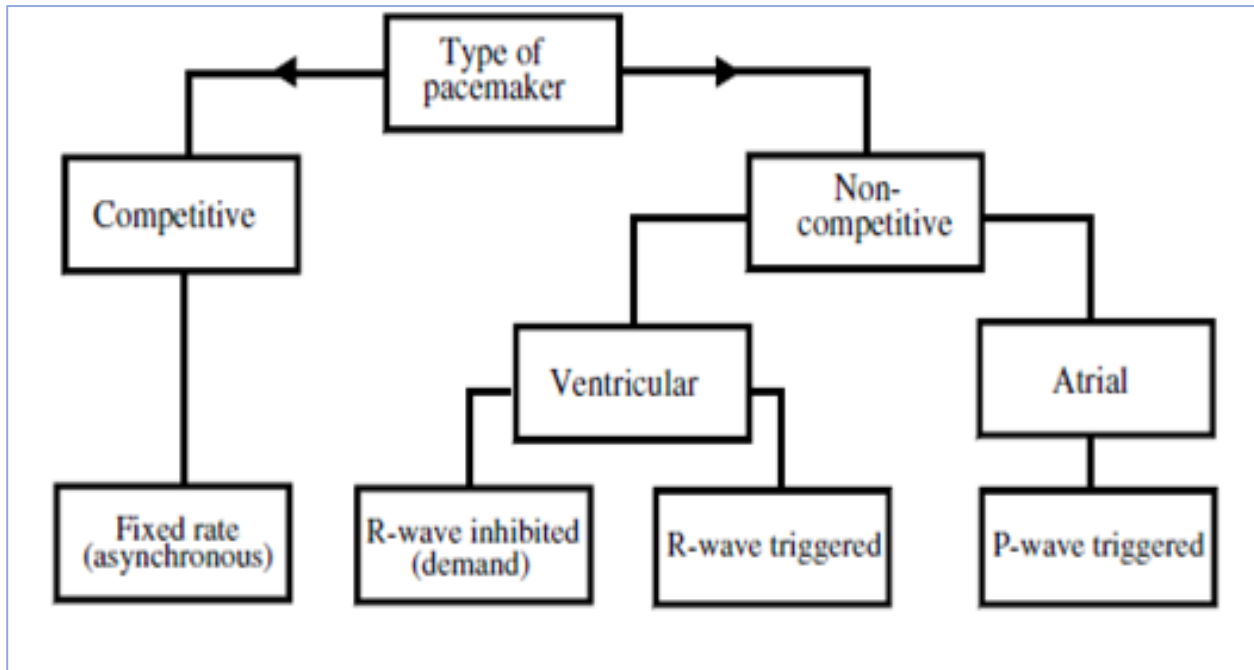 Type of
pacemaker
Competitive
Non-
competitive
Ventricular
Atrial
Fixed rate
(asynchronous)
R-wave inhibited
(demand)
R-wave triggered
P-wave triggered